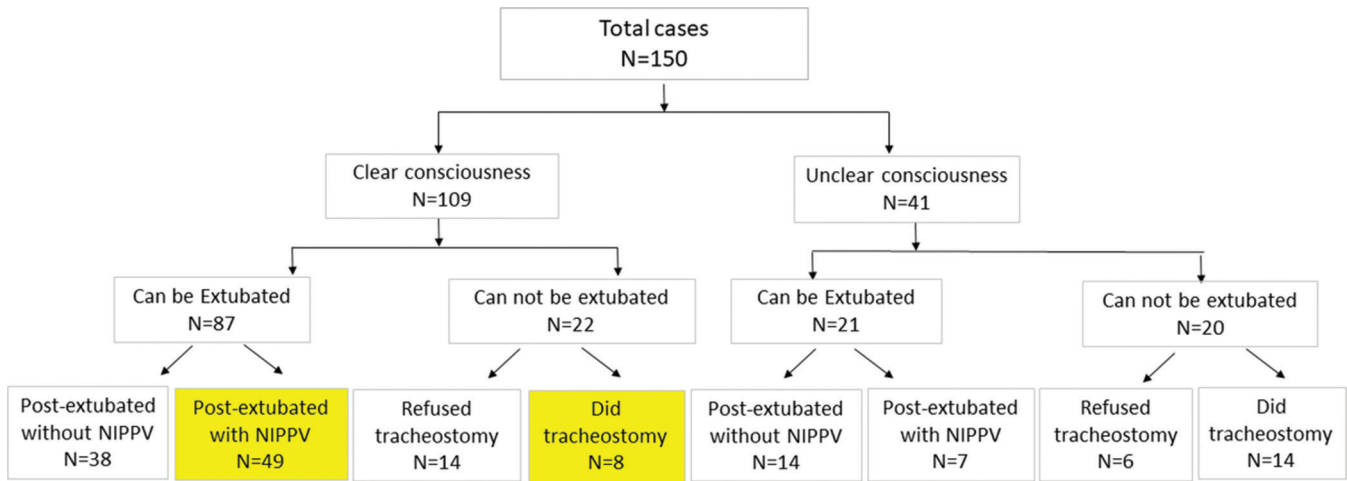 Total cases
N=150
Clear consciousness
N=109
Unclear consciousness
N=41
Can be Extubated
N=87
Can not be extubated
N=22
Can be Extubated
N=21
Can not be extubated
N=20
Post-extubated
without NIPPV
N=38
Post-extubated
with NIPPV
N=49
Refused
tracheostomy
N=14
Did
tracheostomy
N=8
Post-extubated
without NIPPV
N=14
Post-extubated
with NIPPV
N=7
Refused
tracheostomy
N=6
Did
tracheostomy
N=14